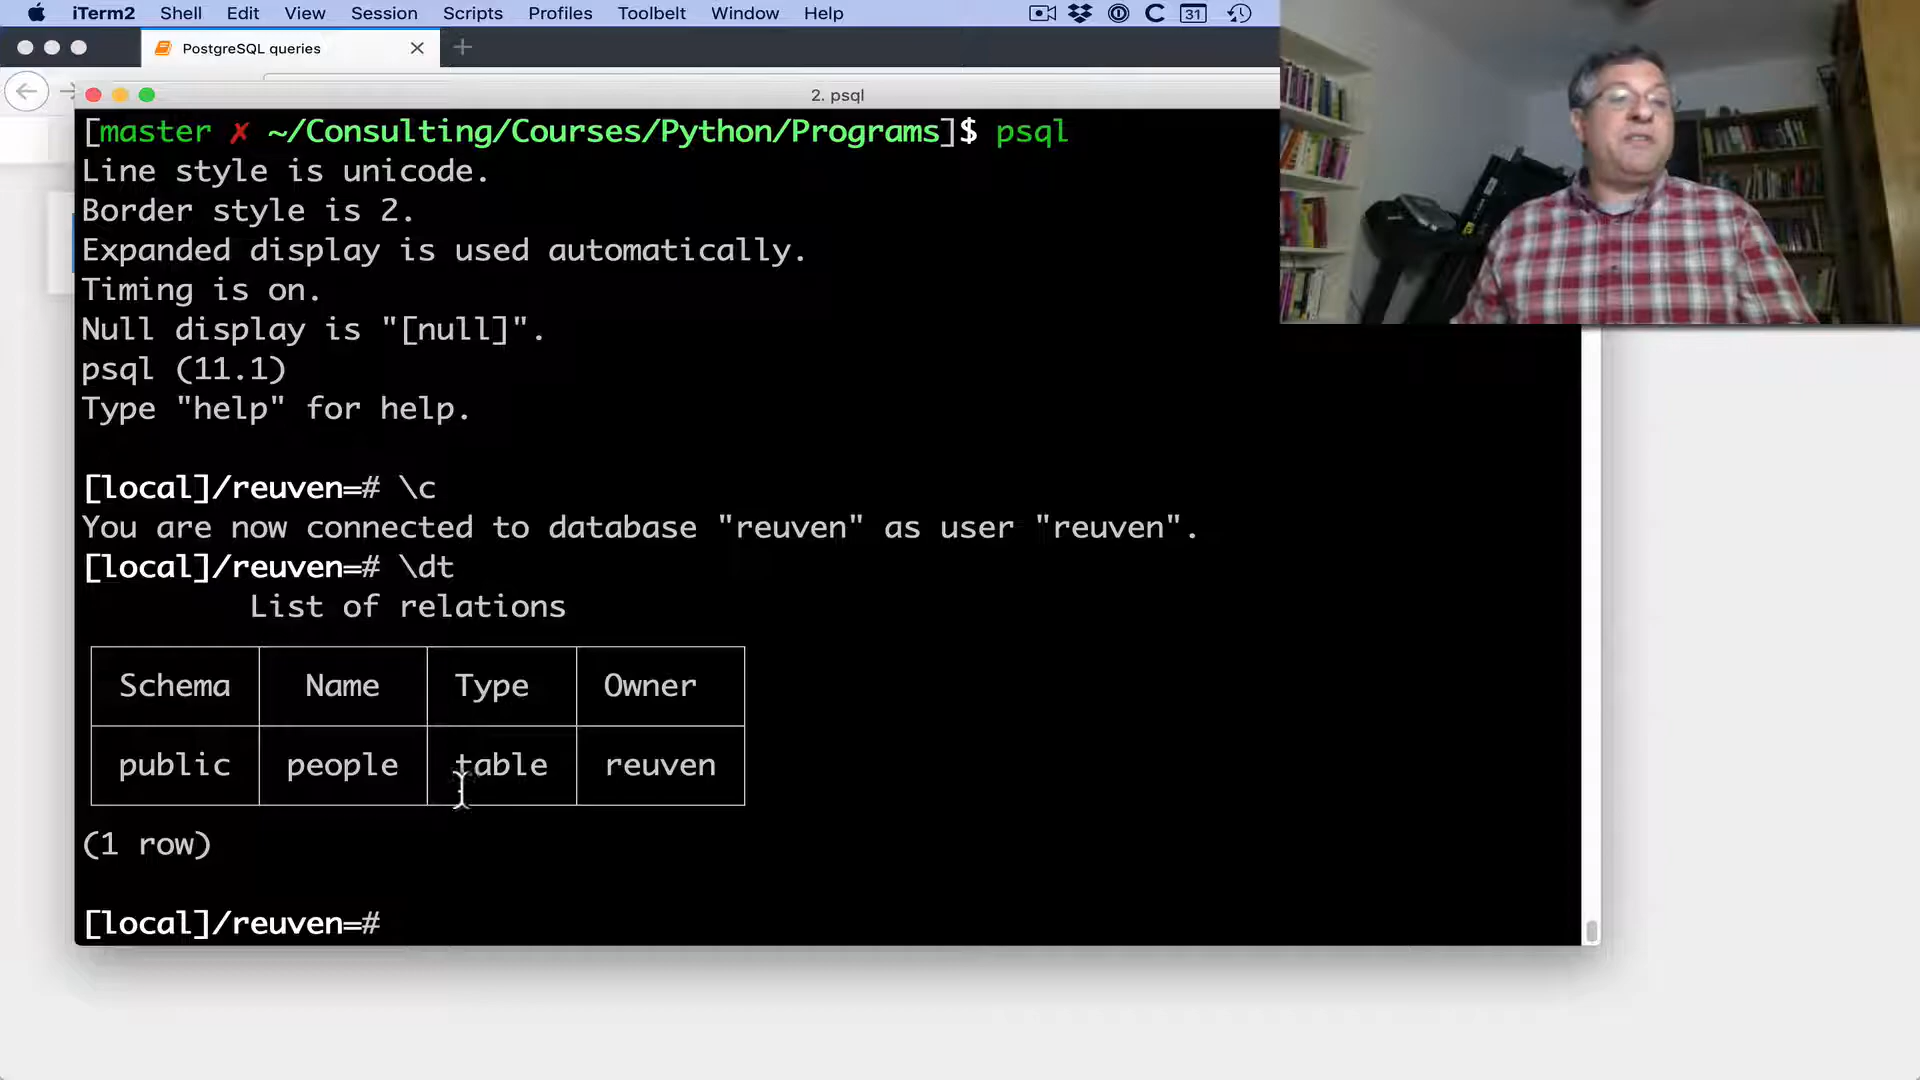 iTerm2 Shell Edit View Session Scripts Profiles Toolbelt Window Help 31
PostgreSQL queries
2. psql
[master ✗ ~/Consulting/Courses/Python/Programs]$ psql
Line style is unicode.
Border style is 2.
Expanded display is used automatically.
Timing is on.
Null display is "[null]".
psql (11.1)
Type "help" for help.
[local]/reuven=# \c
You are now connected to database "reuven" as user "reuven".
[local]/reuven=# \dt
List of relations
Schema Name Type Owner
public people table reuven
(1 row)
[local]/reuven=#